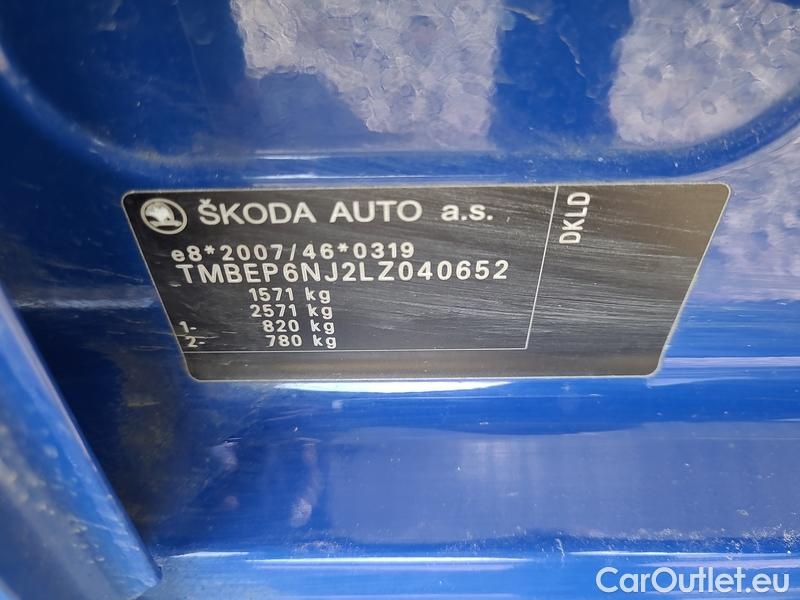 ŠKODA AUTO a.s.
DKLD
e8*2007/46*0319
TMBEP6NJ2LZ040652
1571 kg
2571 kg
1- 820 kg
2- 780 kg
CarOutlet.eu